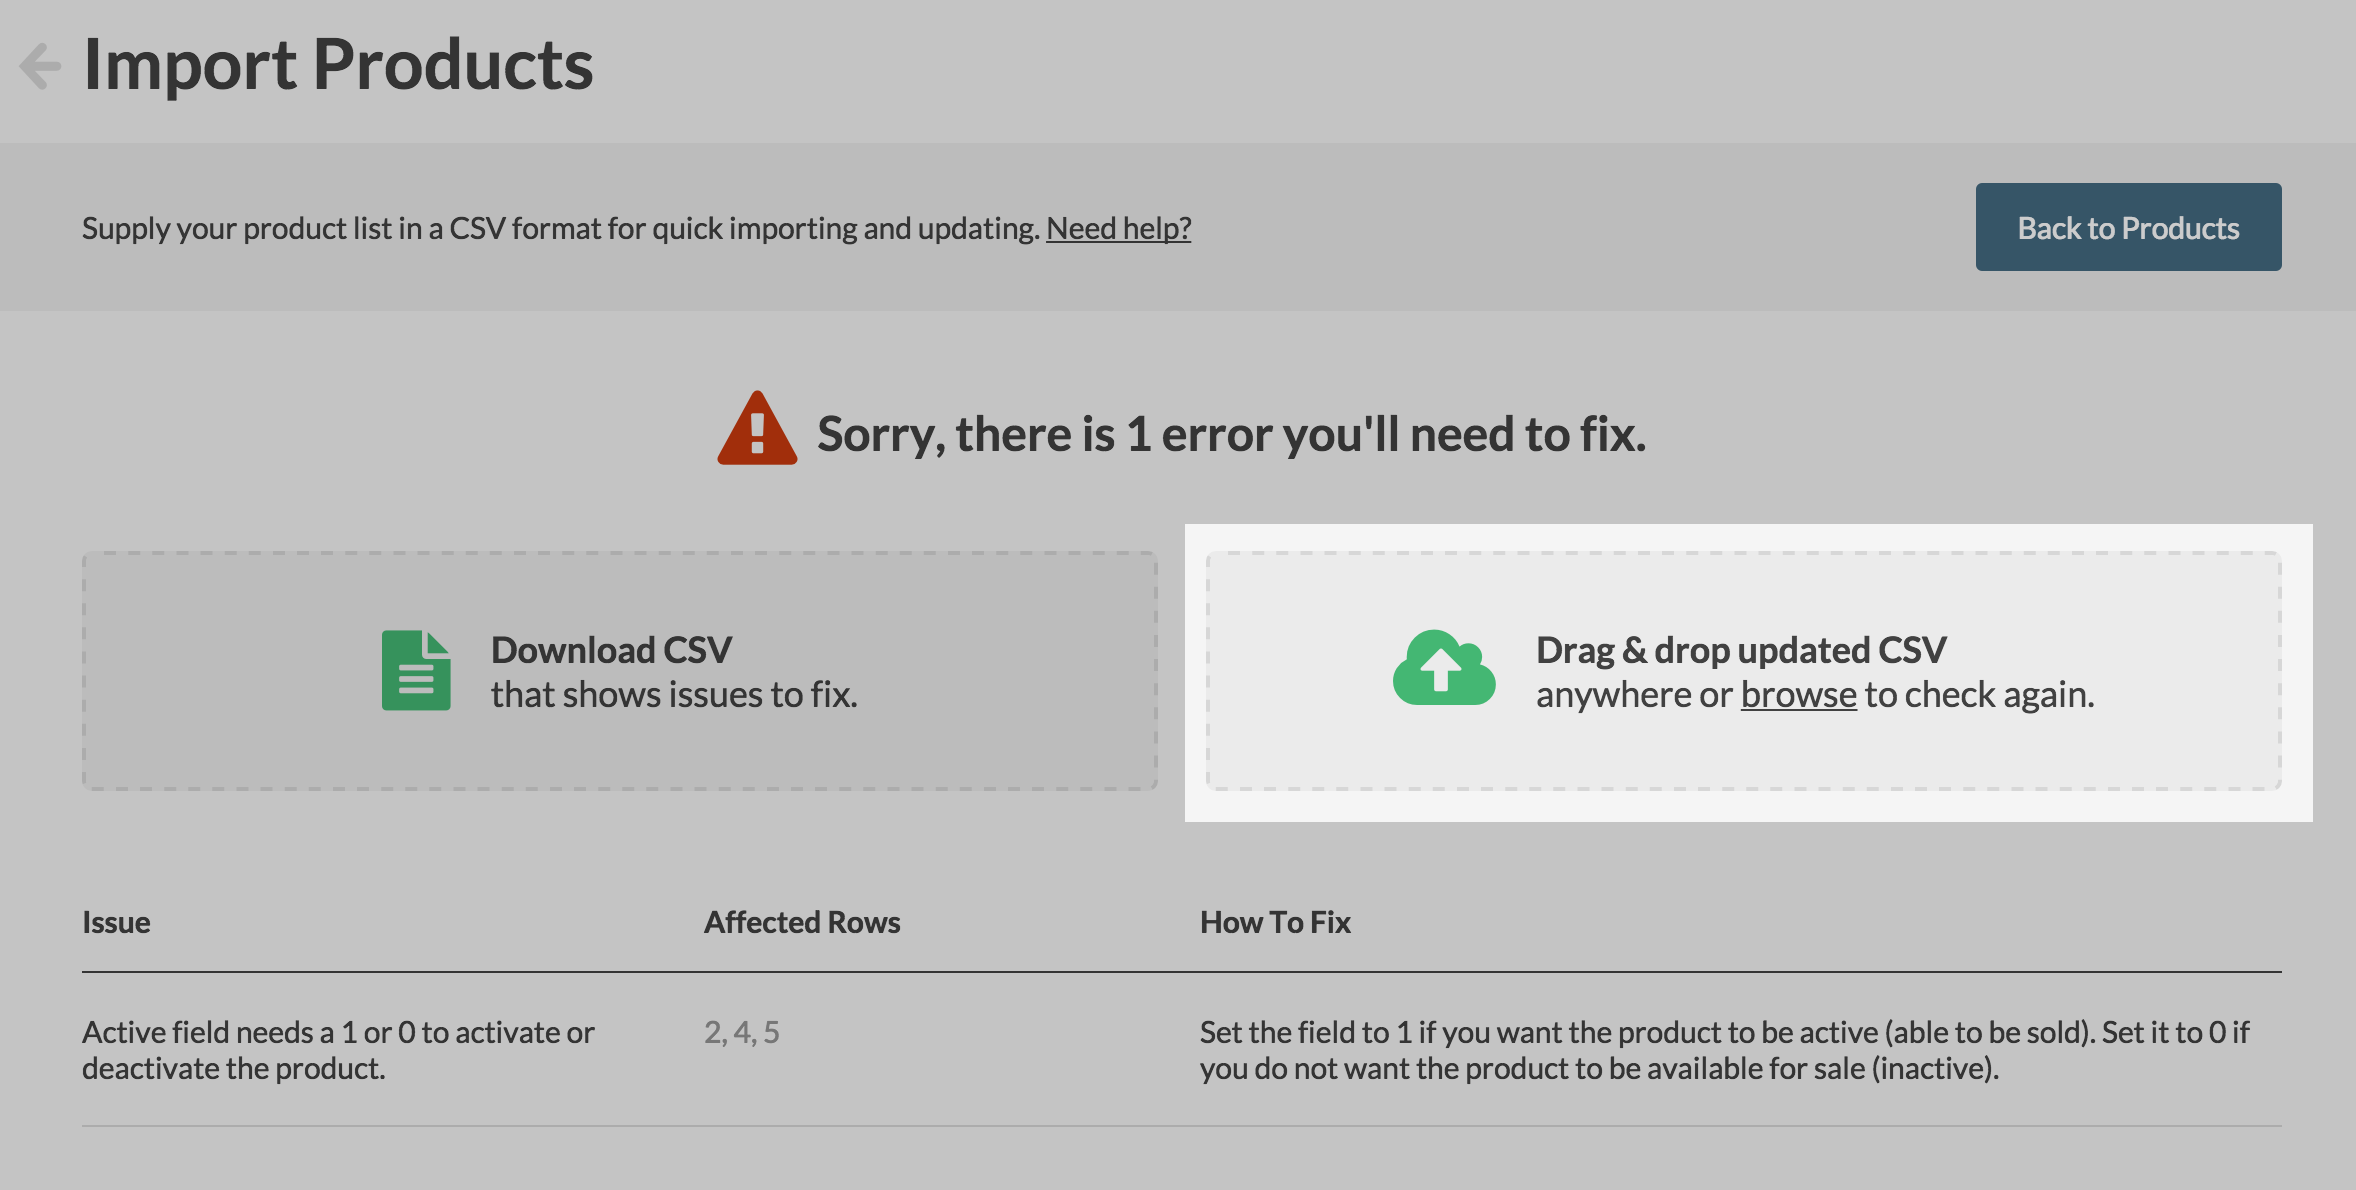 Import Products
Supply your product list in a CSV format for quick importing and updating. Need help?
Back to Products
Sorry, there is 1 error you'll need to fix.
Download CSV
that shows issues to fix.
Drag & drop updated CSV
anywhere or browse to check again.
Issue
Affected Rows
How To Fix
Active field needs a 1 or 0 to activate or
deactivate the product.
2, 4, 5
Set the field to 1 if you want the product to be active (able to be sold). Set it to 0 if
you do not want the product to be available for sale (inactive).